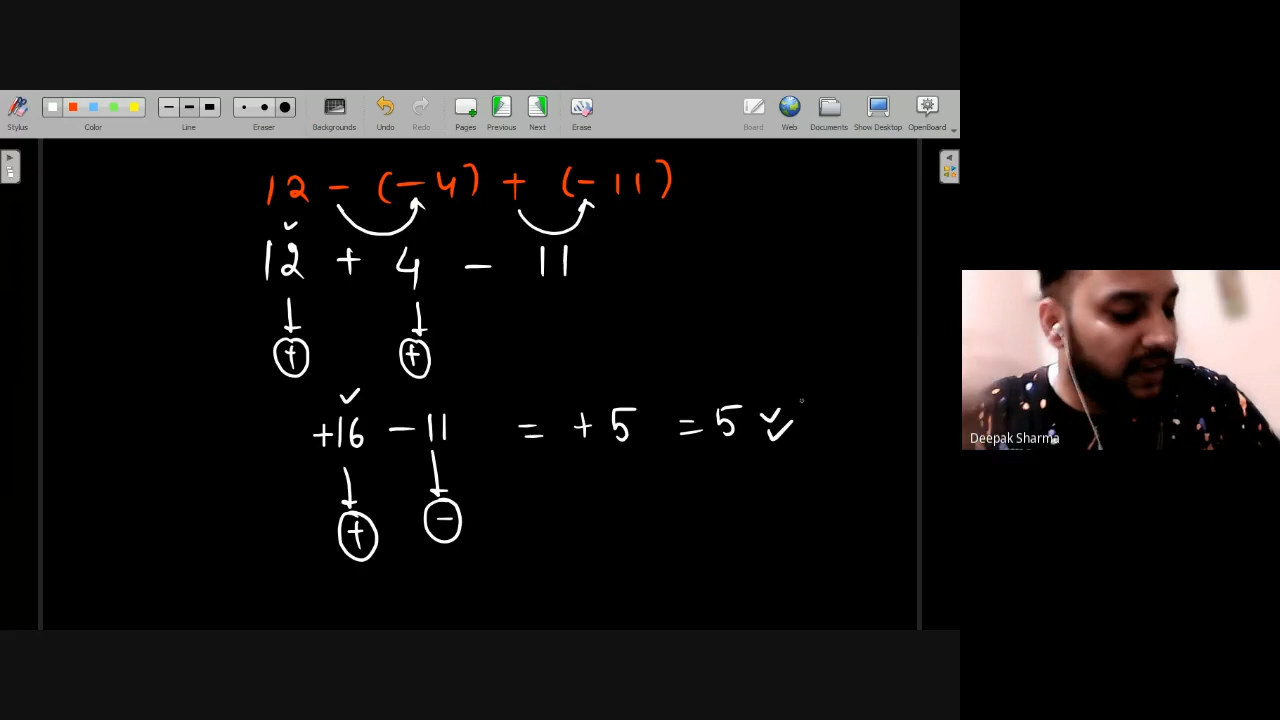 Stylus Color Line Eraser Backgrounds Undo Redo Pages Previous Next Erase Board Web Documents Show Desktop OpenBoard
12 - (-4) + (-11)
12 + 4 - 11
+ +
+16 - 11 = +5 = 5
+ -
Deepak Sharma